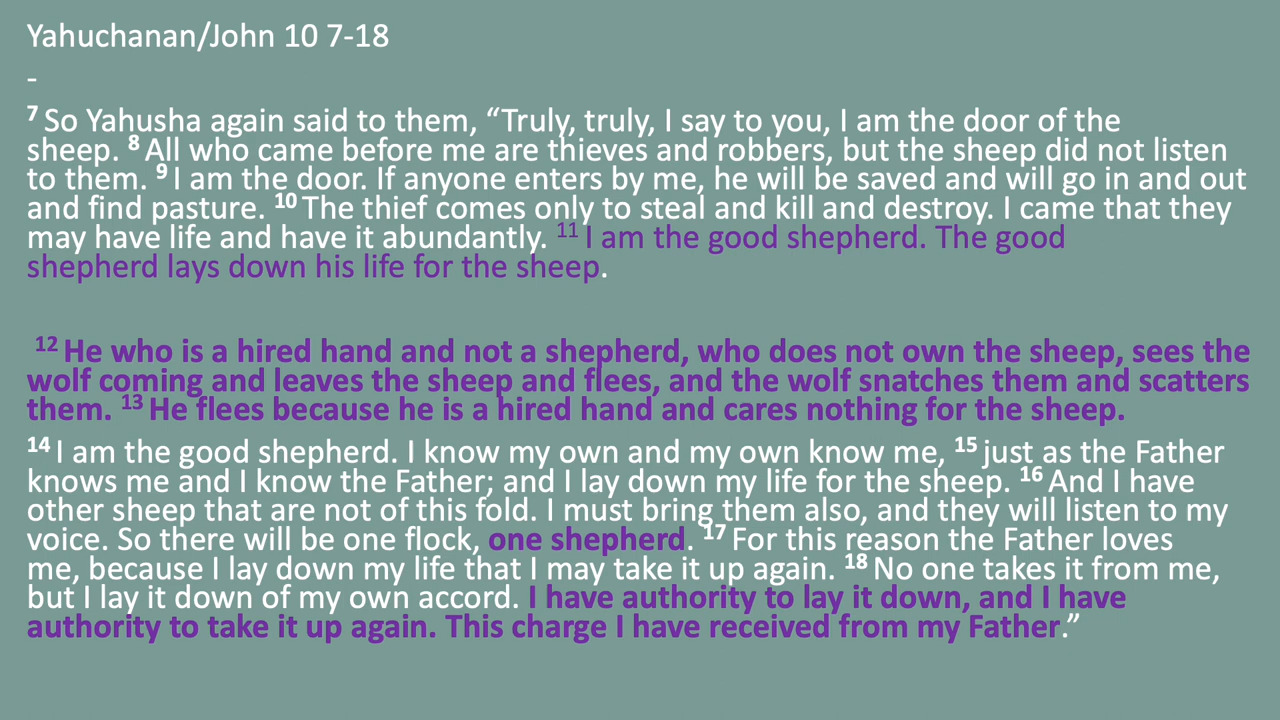 Yahuchanan/John 10 7-18
-
7 So Yahusha again said to them, “Truly, truly, I say to you, I am the door of the
sheep. 8 All who came before me are thieves and robbers, but the sheep did not listen
to them. 9 I am the door. If anyone enters by me, he will be saved and will go in and out
and find pasture. 10 The thief comes only to steal and kill and destroy. I came that they
may have life and have it abundantly. 11 I am the good shepherd. The good
shepherd lays down his life for the sheep.
12 He who is a hired hand and not a shepherd, who does not own the sheep, sees the
wolf coming and leaves the sheep and flees, and the wolf snatches them and scatters
them. 13 He flees because he is a hired hand and cares nothing for the sheep.
14 I am the good shepherd. I know my own and my own know me, 15 just as the Father
knows me and I know the Father; and I lay down my life for the sheep. 16 And I have
other sheep that are not of this fold. I must bring them also, and they will listen to my
voice. So there will be one flock, one shepherd. 17 For this reason the Father loves
me, because I lay down my life that I may take it up again. 18 No one takes it from me,
but I lay it down of my own accord. I have authority to lay it down, and I have
authority to take it up again. This charge I have received from my Father.”